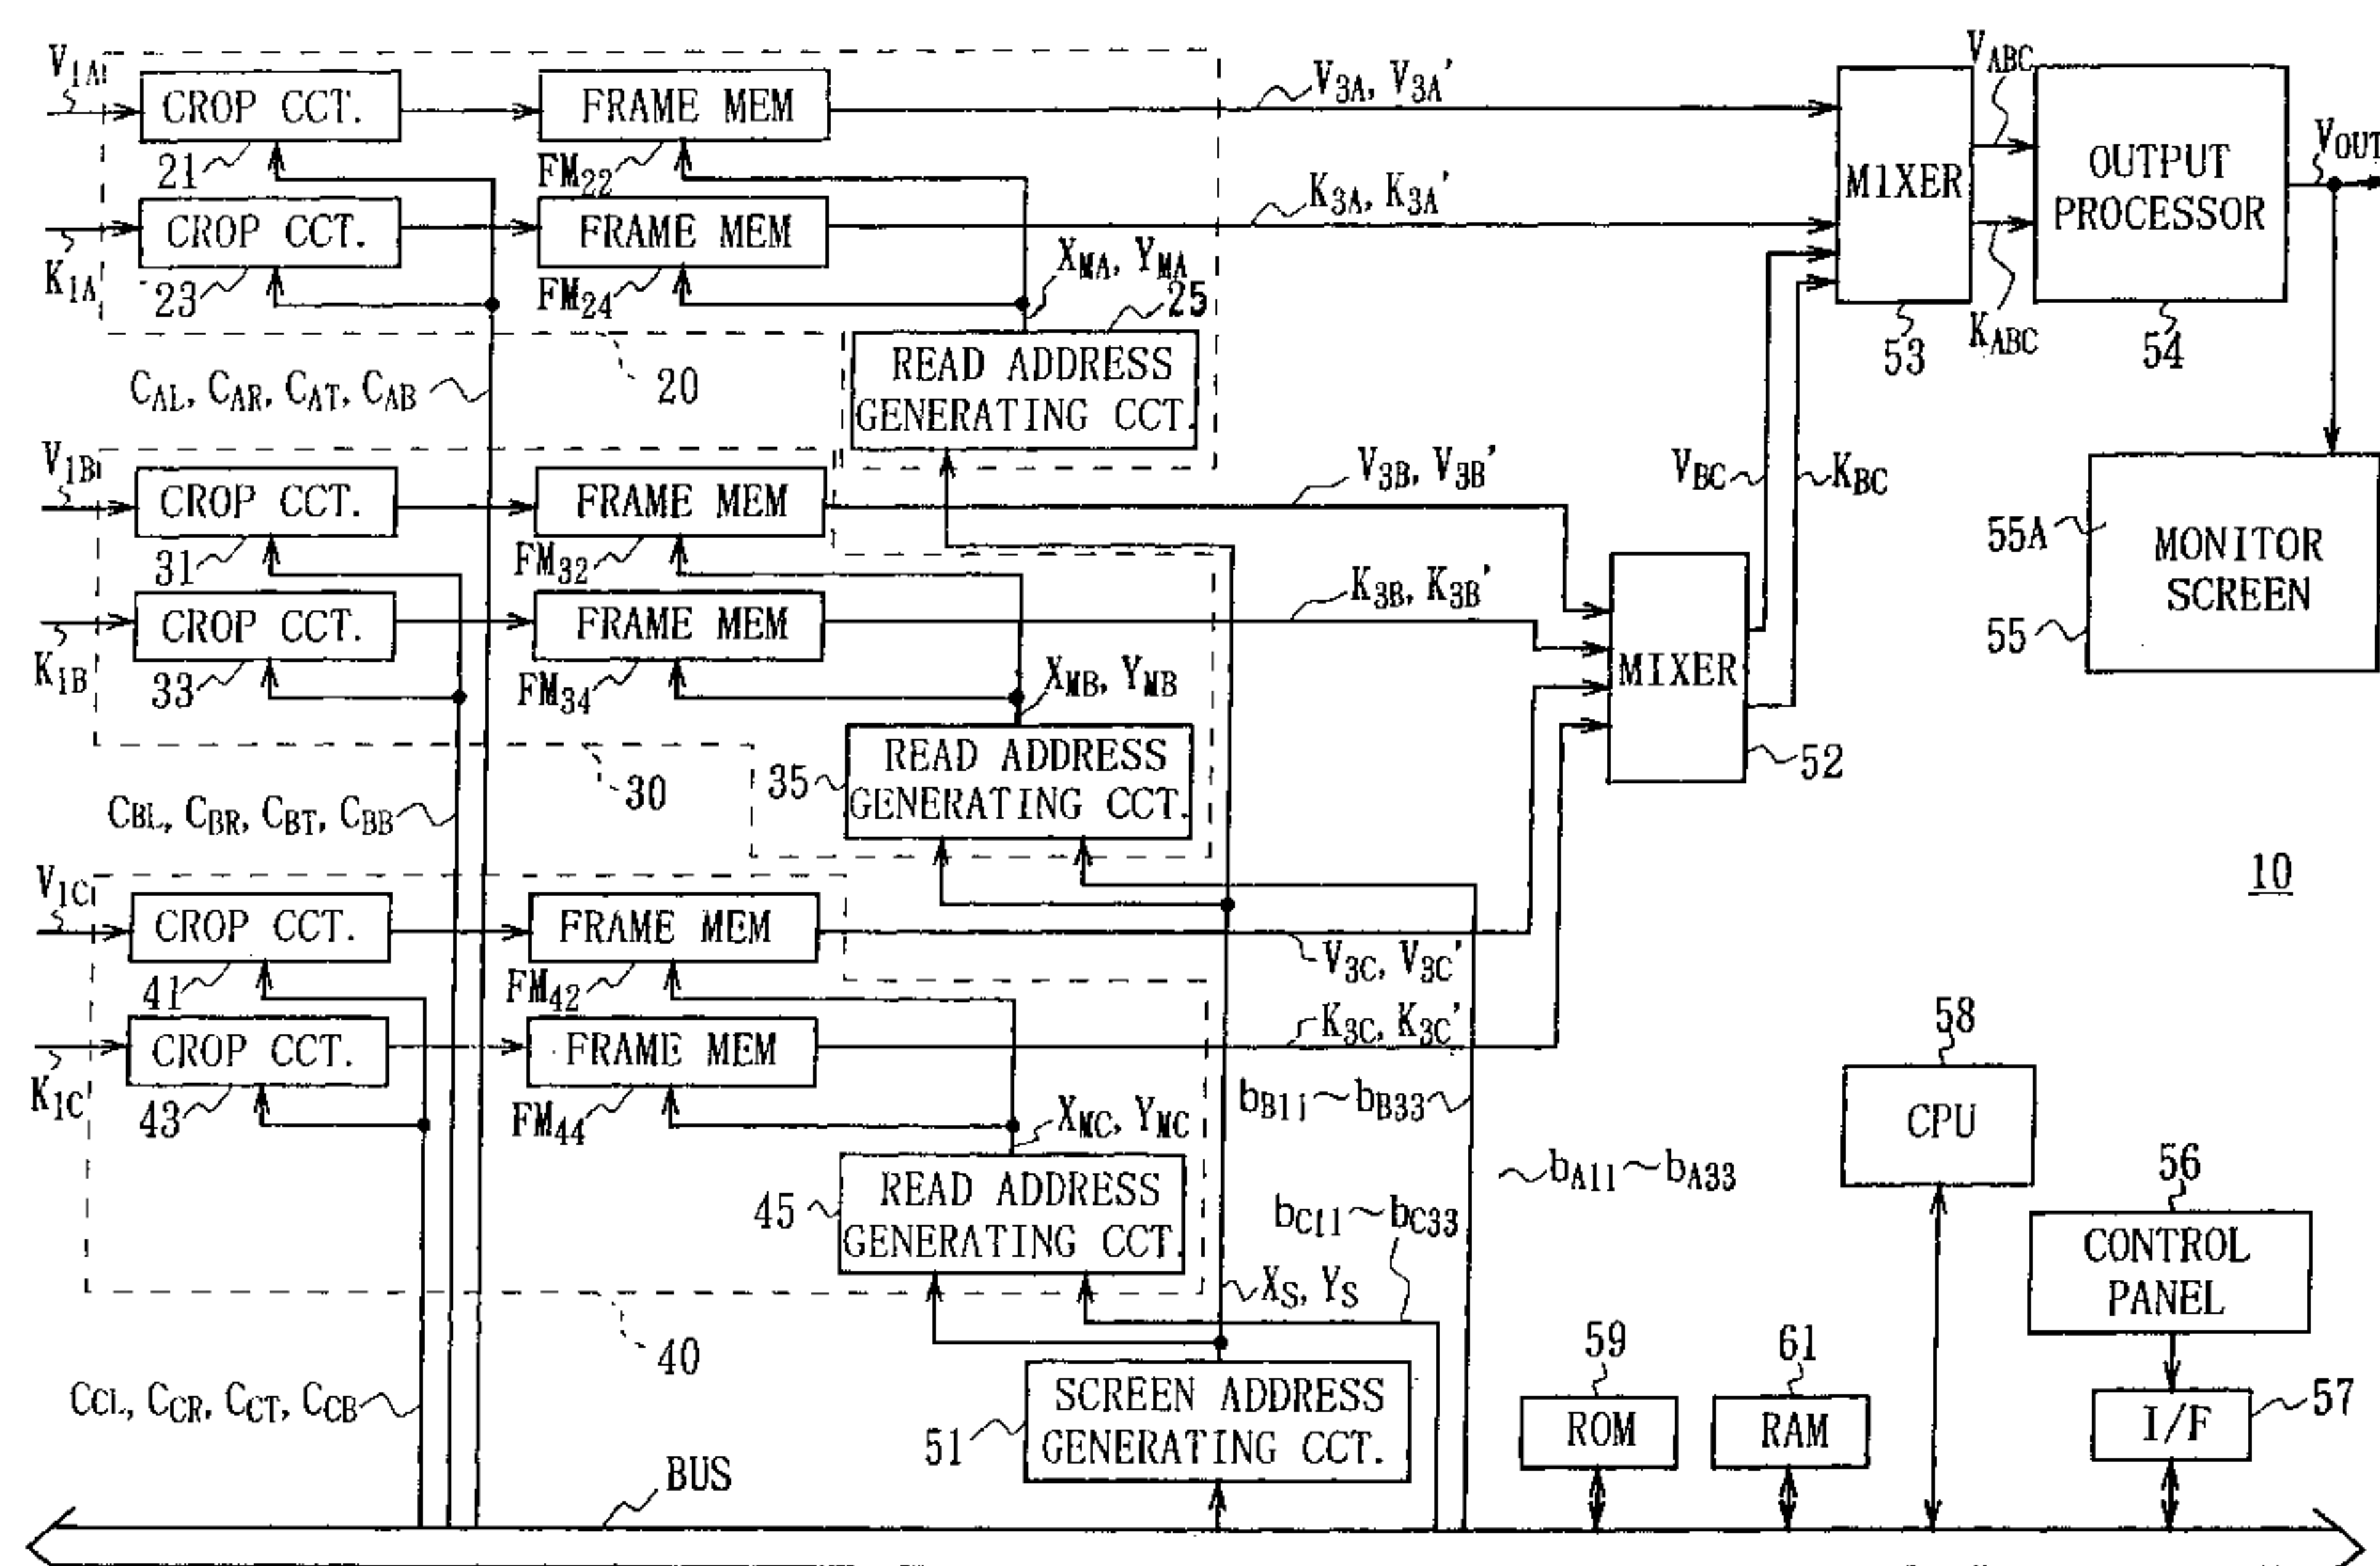 V1A
CROP CCT.
21
FRAME MEM
FM22
V3A, V3A'
K1A
CROP CCT.
23
FRAME MEM
FM24
K3A, K3A'
XMA, YMA
25
READ ADDRESS
GENERATING CCT.
20
CAL, CAR, CAT, CAB
MIXER
53
VABC
KABC
OUTPUT
PROCESSOR
54
VOUT
V1B
CROP CCT.
31
FRAME MEM
FM32
V3B, V3B'
K1B
CROP CCT.
33
FRAME MEM
FM34
K3B, K3B'
XMB, YMB
35
READ ADDRESS
GENERATING CCT.
30
CBL, CBR, CBT, CBB
VBC
KBC
MIXER
52
55A
MONITOR
SCREEN
55
10
V1C
CROP CCT.
41
FRAME MEM
FM42
V3C, V3C'
K1C
CROP CCT.
43
FRAME MEM
FM44
K3C, K3C'
XMC, YMC
45
READ ADDRESS
GENERATING CCT.
40
CCL, CCR, CCT, CCB
bB11~bB33
bA11~bA33
bC11~bC33
XS, YS
51
SCREEN ADDRESS
GENERATING CCT.
58
CPU
56
CONTROL
PANEL
59
ROM
61
RAM
I/F
57
BUS